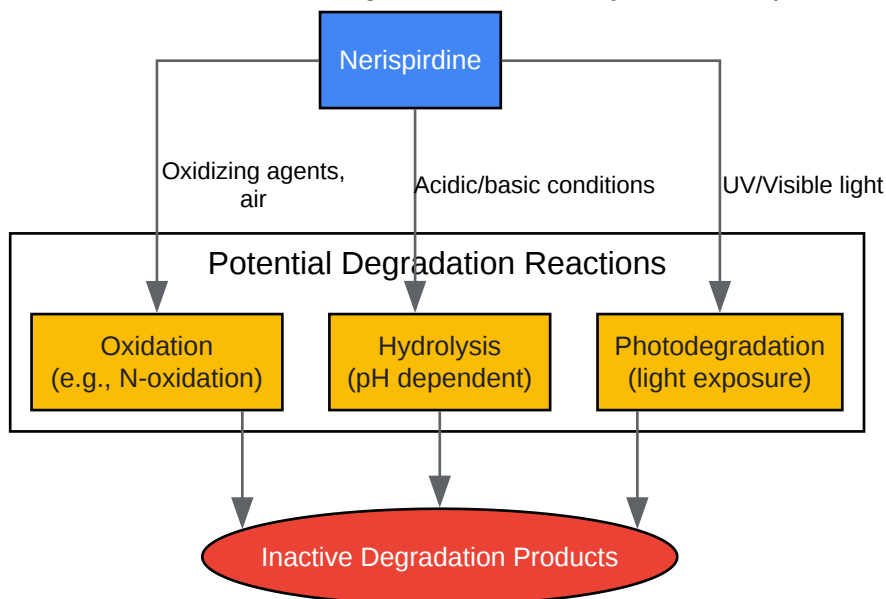 Nerispirdine
Oxidizing agents,
air
Acidic/basic conditions
UV/Visible light
Potential Degradation Reactions
Oxidation
(e.g., N-oxidation)
Hydrolysis
(pH dependent)
Photodegradation
(light exposure)
Inactive Degradation Products